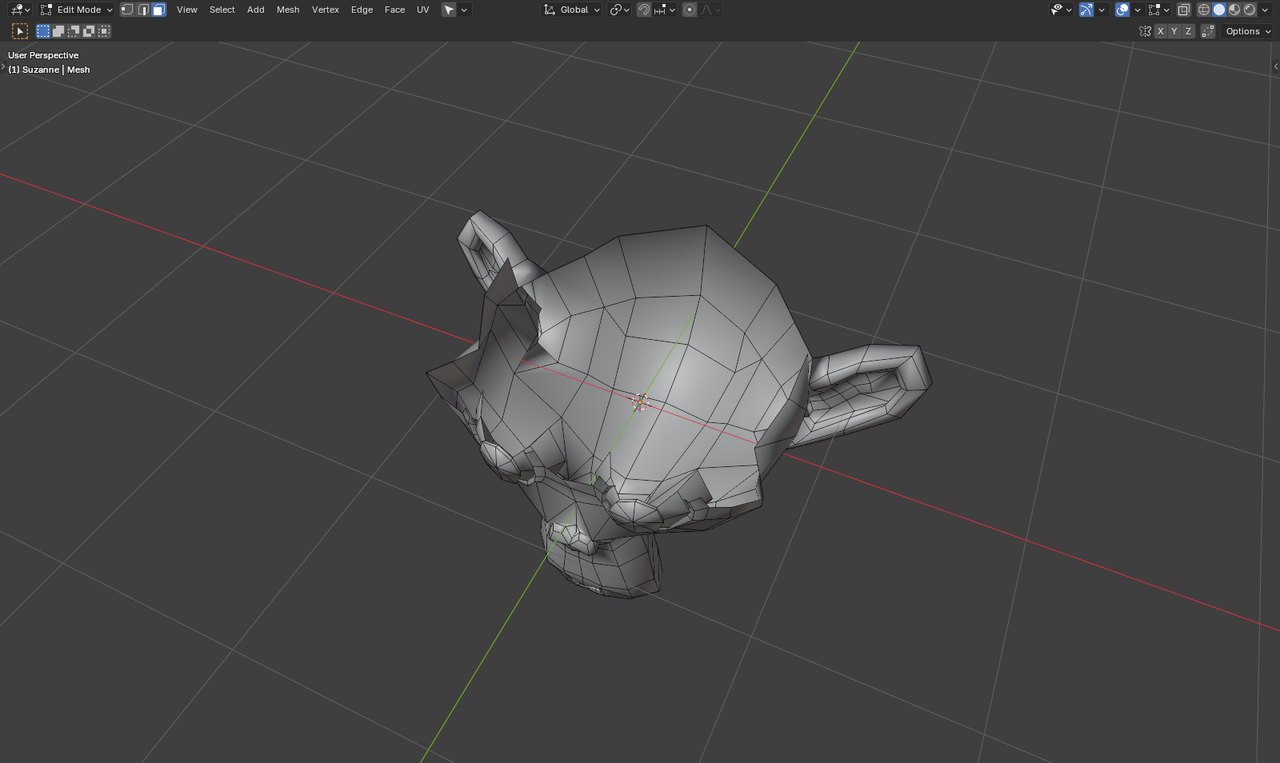 Edit Mode View Select Add Mesh Vertex Edge Face UV Global
X Y Z Options
User Perspective
(1) Suzanne | Mesh